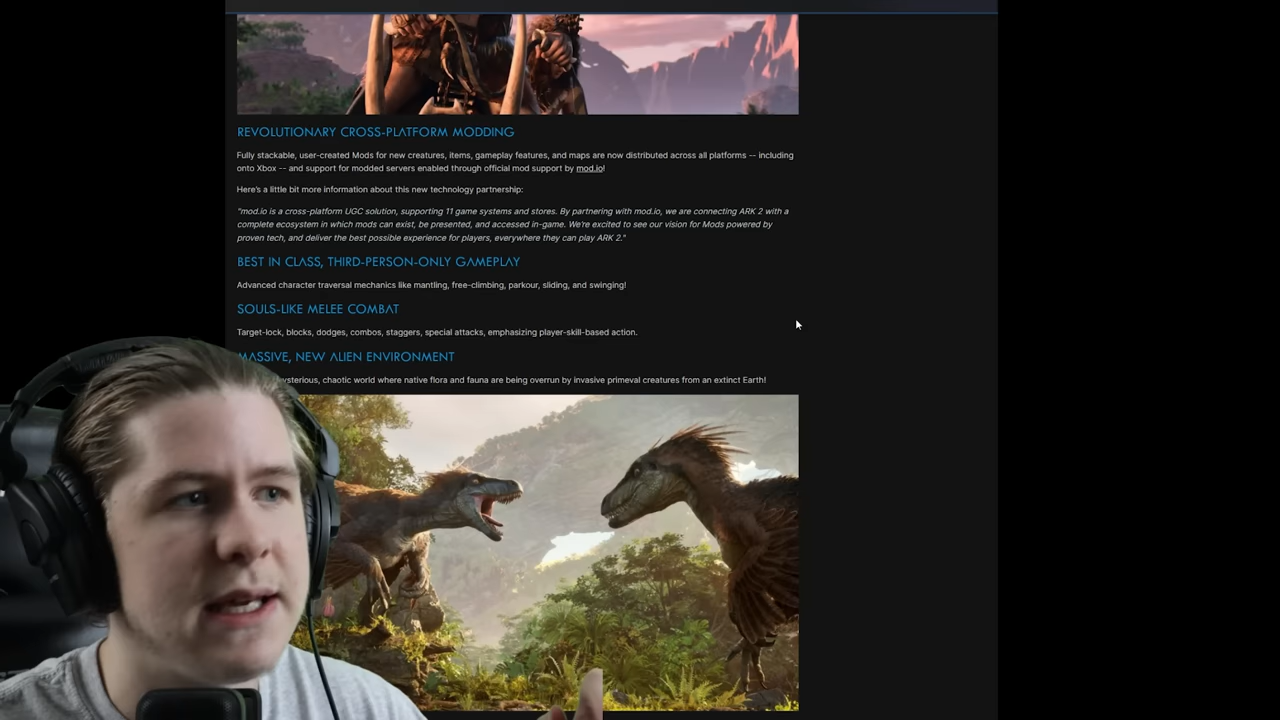 REVOLUTIONARY CROSS-PLATFORM MODDING
Fully stackable, user-created Mods for new creatures, items, gameplay features, and maps are now distributed across all platforms -- including
onto Xbox -- and support for modded servers enabled through official mod support by mod.io!
Here's a little bit more information about this new technology partnership:
"mod.io is a cross-platform UGC solution, supporting 11 game systems and stores. By partnering with mod.io, we are connecting ARK 2 with a
complete ecosystem in which mods can exist, be presented, and accessed in-game. We're excited to see our vision for Mods powered by
proven tech, and deliver the best possible experience for players, everywhere they can play ARK 2."
BEST IN CLASS, THIRD-PERSON-ONLY GAMEPLAY
Advanced character traversal mechanics like mantling, free-climbing, parkour, sliding, and swinging!
SOULS-LIKE MELEE COMBAT
Target-lock, blocks, dodges, combos, staggers, special attacks, emphasizing player-skill-based action.
MASSIVE, NEW ALIEN ENVIRONMENT
chaotic world where native flora and fauna are being overrun by invasive primeval creatures from an extinct Earth!